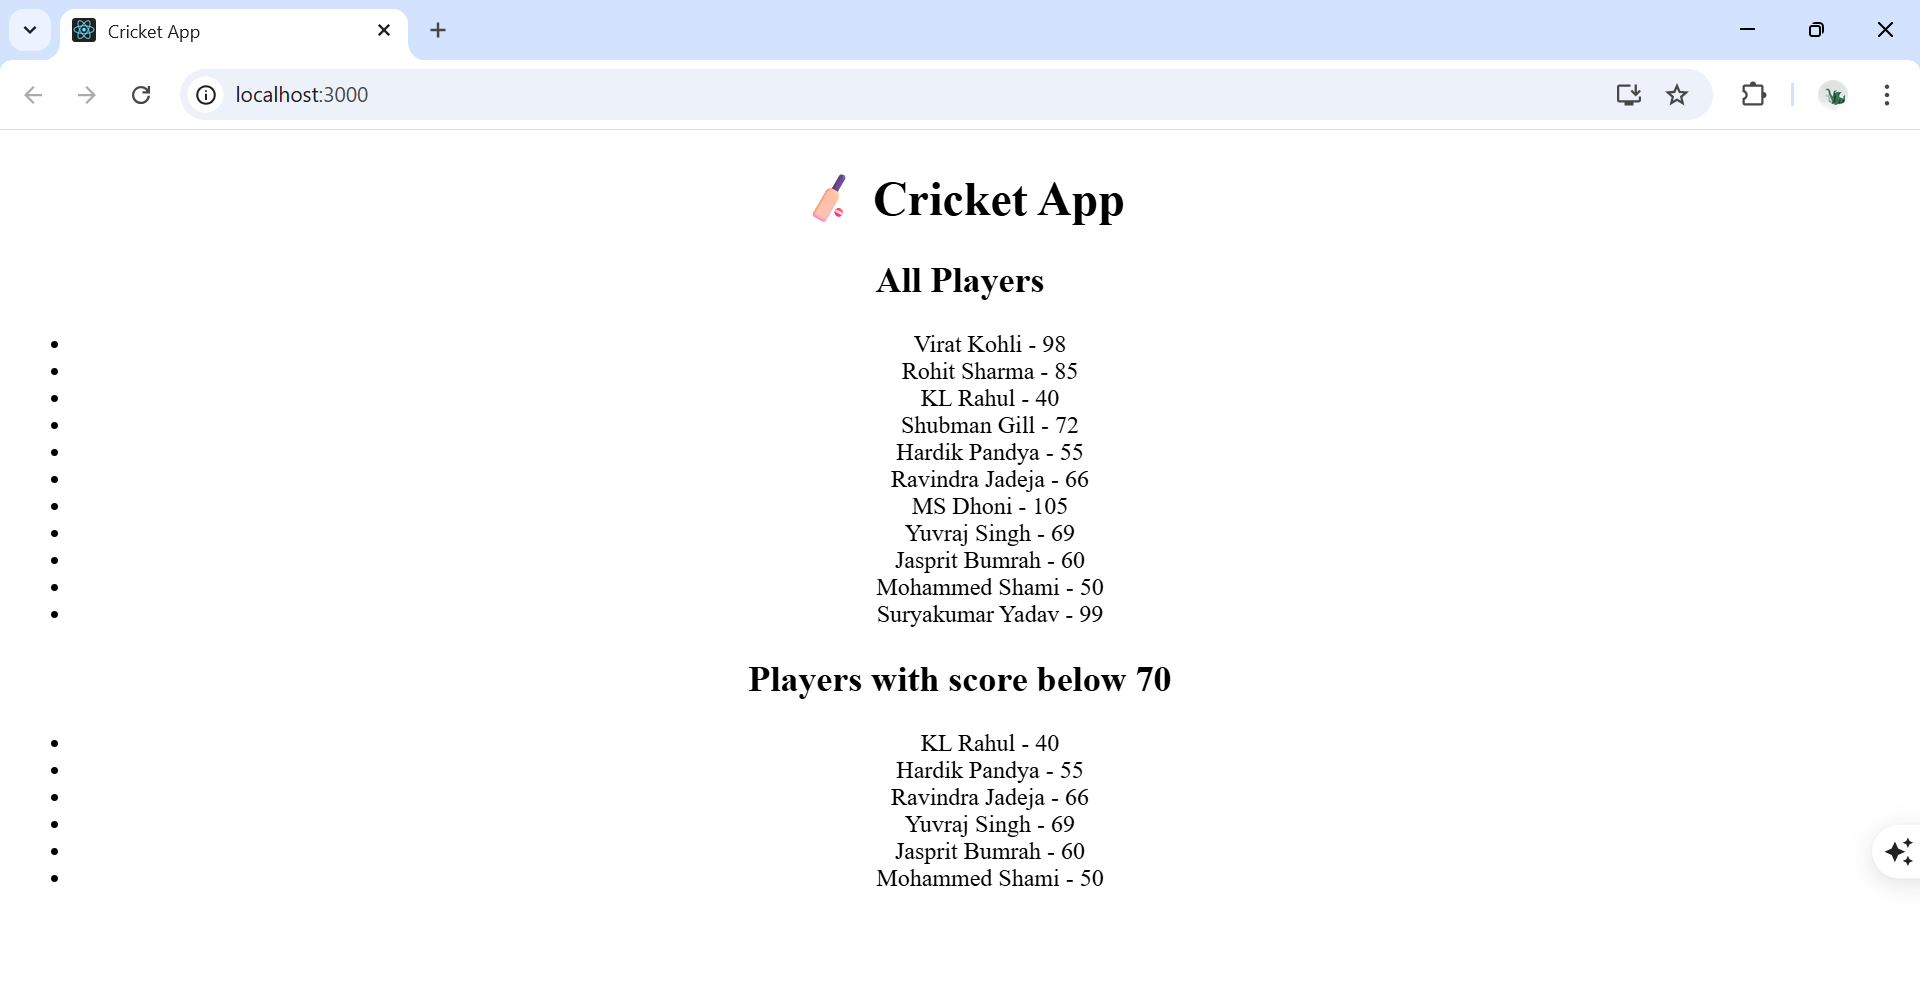 Cricket App
localhost:3000
🏏 Cricket App
All Players
• Virat Kohli - 98
• Rohit Sharma - 85
• KL Rahul - 40
• Shubman Gill - 72
• Hardik Pandya - 55
• Ravindra Jadeja - 66
• MS Dhoni - 105
• Yuvraj Singh - 69
• Jasprit Bumrah - 60
• Mohammed Shami - 50
• Suryakumar Yadav - 99
Players with score below 70
• KL Rahul - 40
• Hardik Pandya - 55
• Ravindra Jadeja - 66
• Yuvraj Singh - 69
• Jasprit Bumrah - 60
• Mohammed Shami - 50